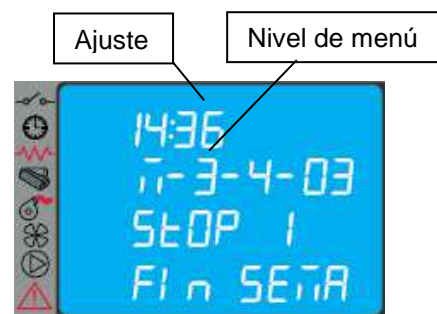 Ajuste
Nivel de menú
14:36
M-3-4-03
StOP 1
FIn SEMA